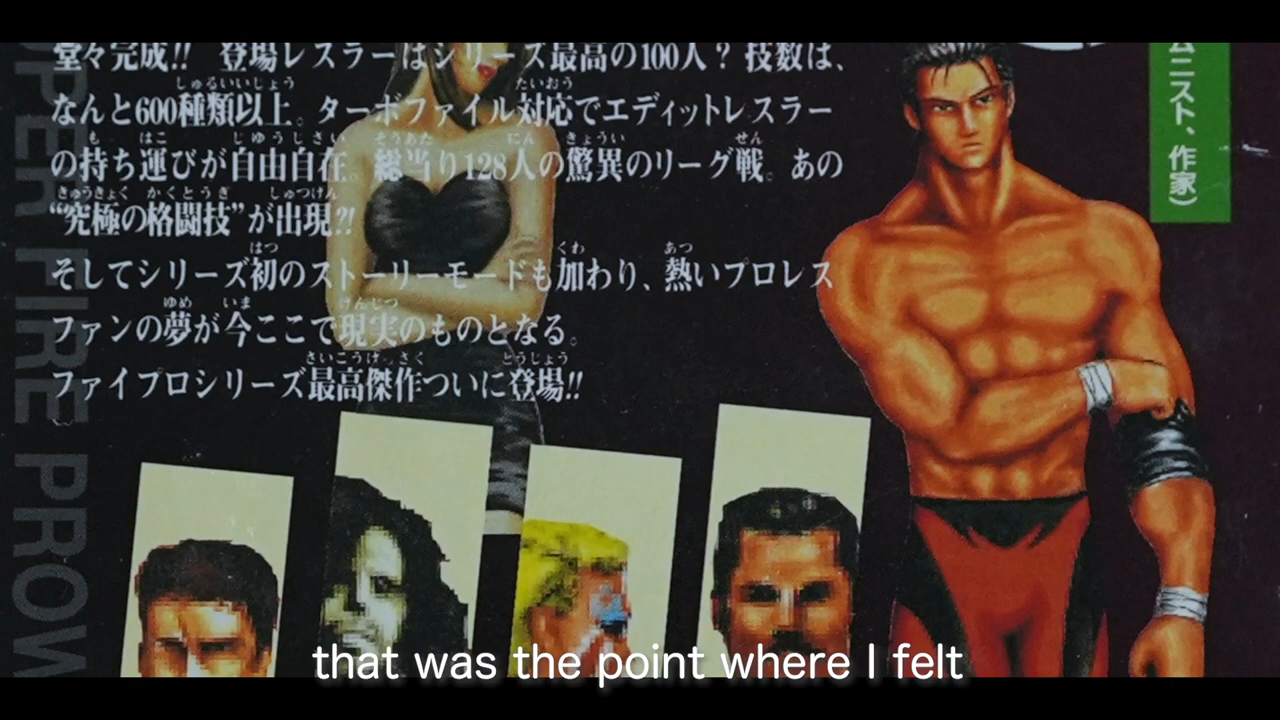 堂々完成!! 登場レスラーはシリーズ最高の100人? 技数は、
なんと600種類以上。ターボファイル対応でエディットレスラー
の持ち運びが自由自在。総当り128人の驚異のリーグ戦。あの
“究極の格闘技”が出現?!
そしてシリーズ初のストーリーモードも加わり、熱いプロレス
ファンの夢が今ここで現実のものとなる。
ファイプロシリーズ最高傑作ついに登場!!
ムニスト、作家)
SUPER FIRE PROW
that was the point where I felt